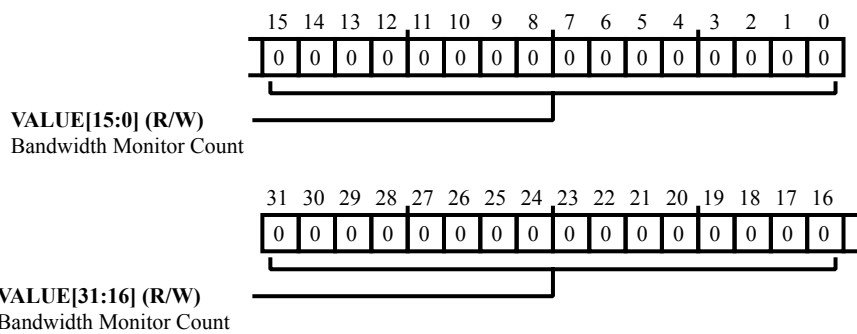 15 14 13 12 11 10 9 8 7 6 5 4 3 2 1 0
0 0 0 0 0 0 0 0 0 0 0 0 0 0 0 0
VALUE[15:0] (R/W)
Bandwidth Monitor Count
31 30 29 28 27 26 25 24 23 22 21 20 19 18 17 16
0 0 0 0 0 0 0 0 0 0 0 0 0 0 0 0
VALUE[31:16] (R/W)
Bandwidth Monitor Count